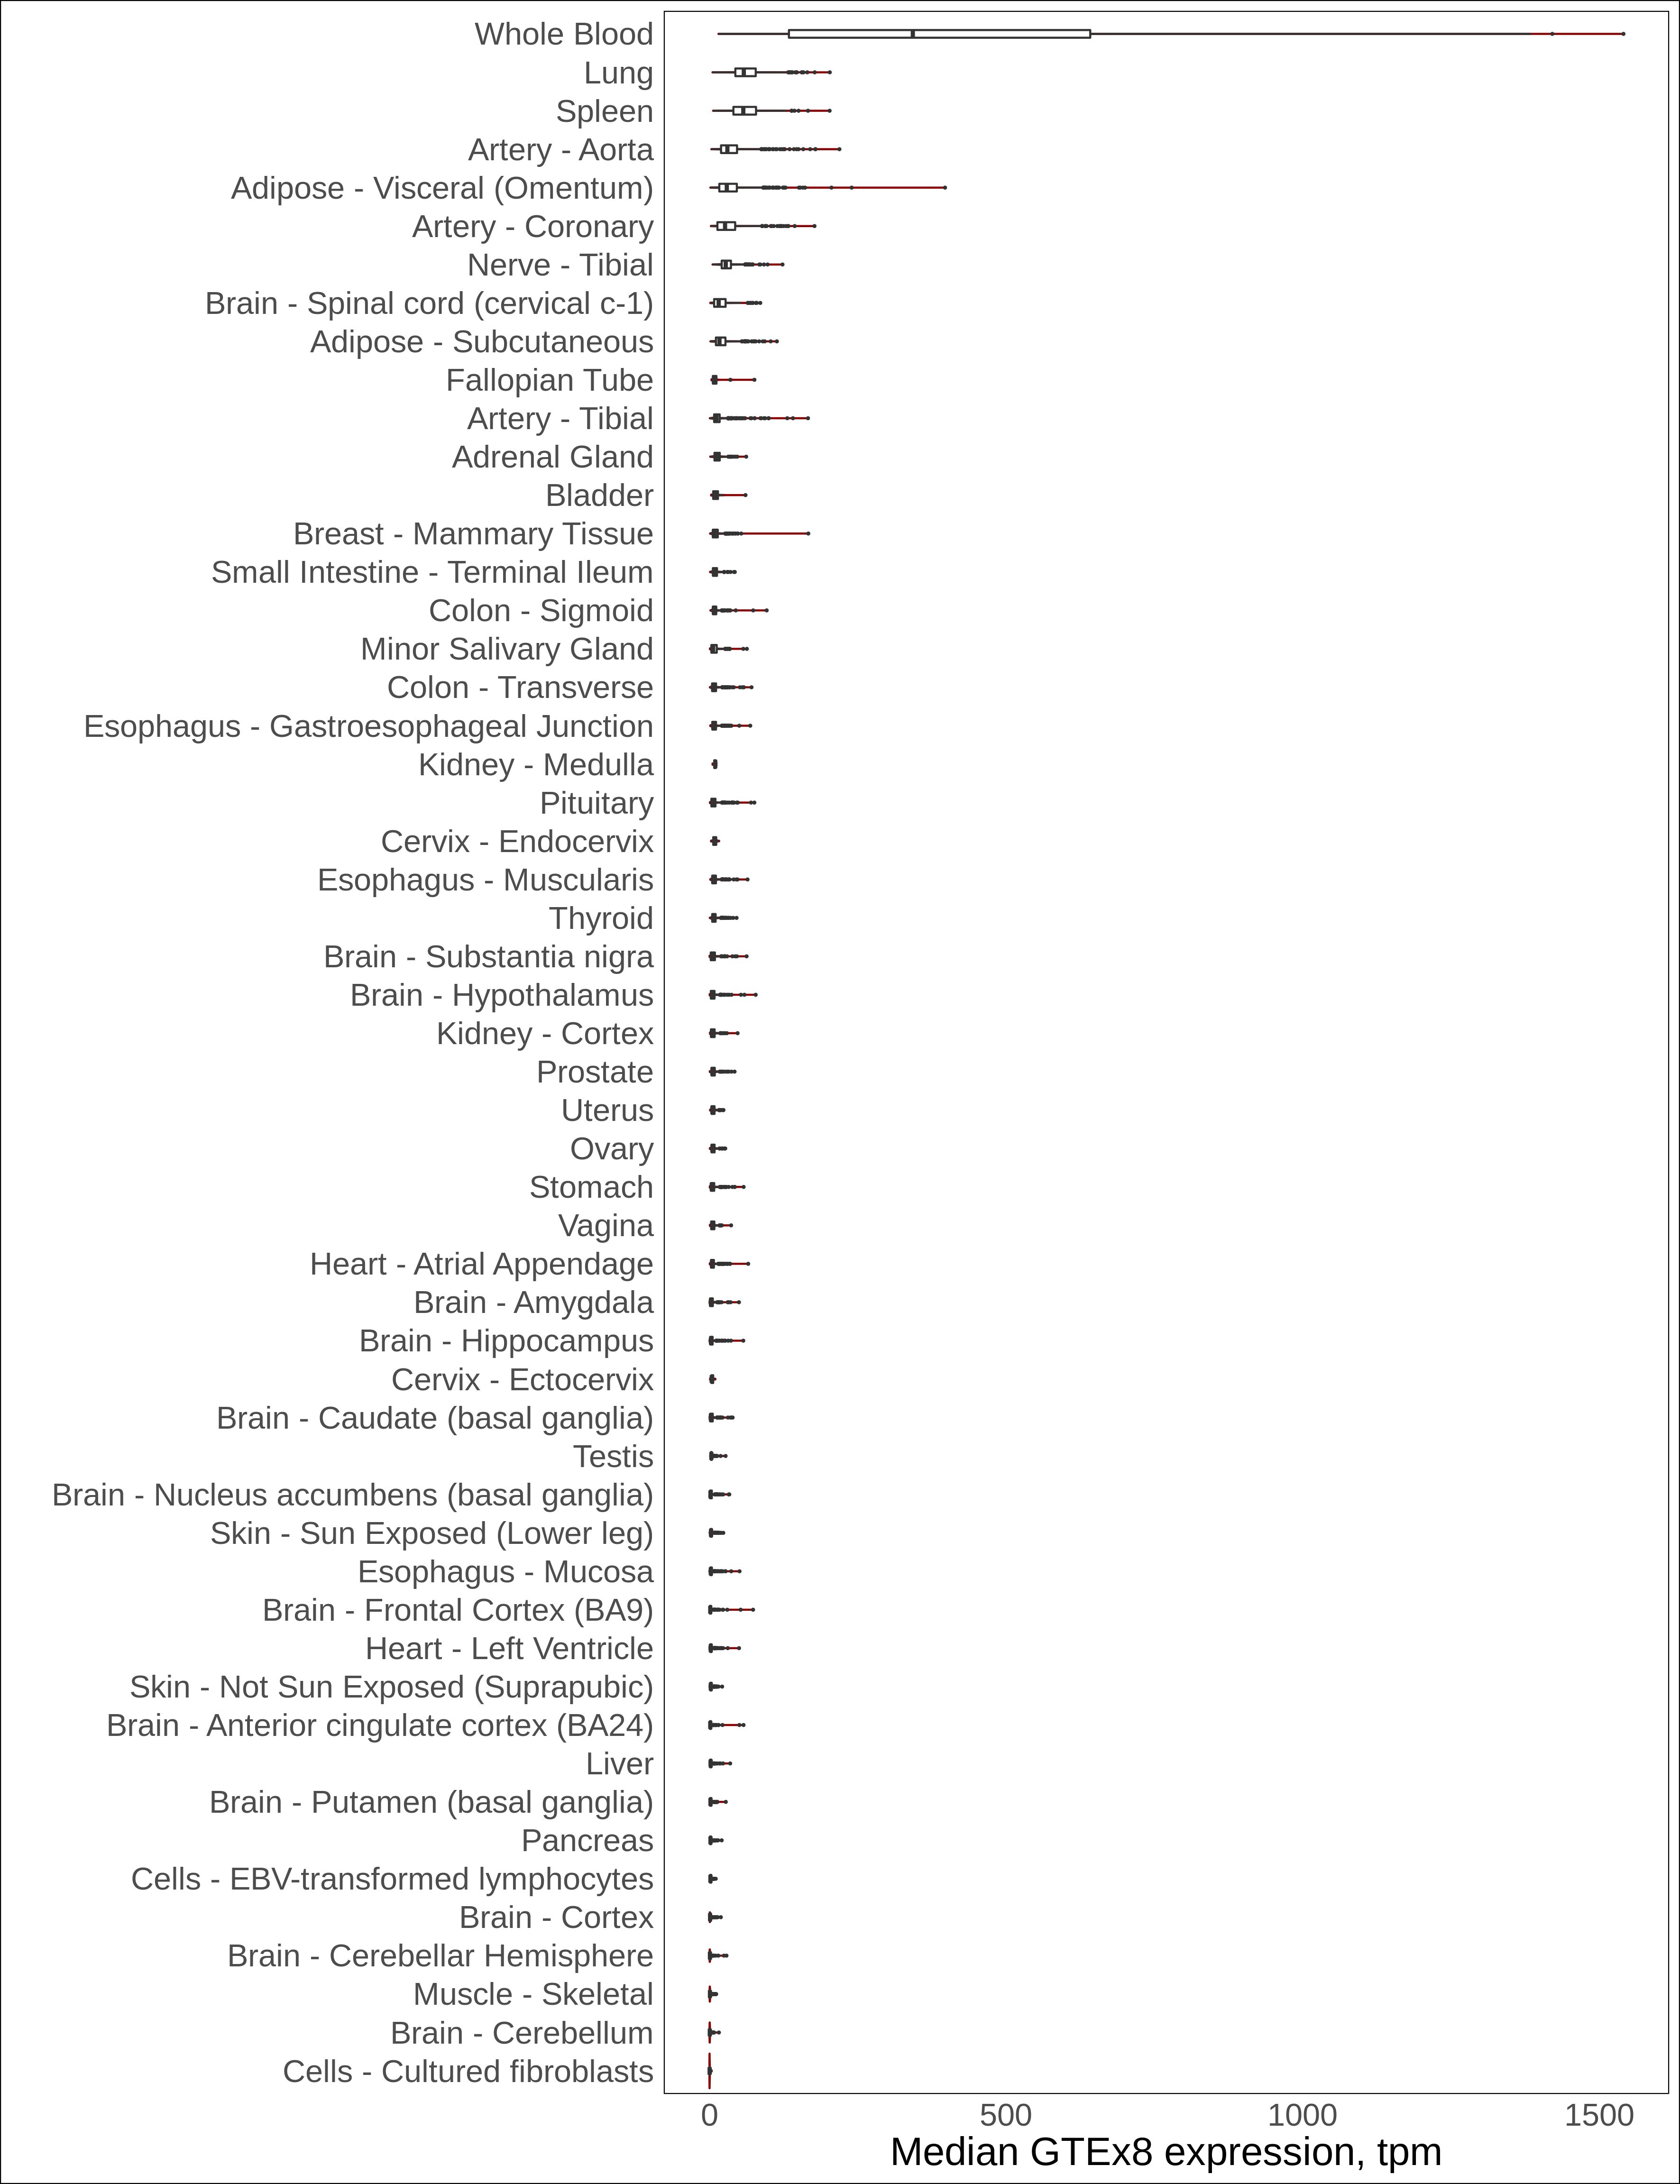 Whole Blood
Lung
Spleen
Artery - Aorta
Adipose - Visceral (Omentum)
Artery - Coronary
Nerve - Tibial
Brain - Spinal cord (cervical c-1)
Adipose - Subcutaneous
Fallopian Tube
Artery - Tibial
Adrenal Gland
Bladder
Breast - Mammary Tissue
Small Intestine - Terminal Ileum
Colon - Sigmoid
Minor Salivary Gland
Colon - Transverse
Esophagus - Gastroesophageal Junction
Kidney - Medulla
Pituitary
Cervix - Endocervix
Esophagus - Muscularis
Thyroid
Brain - Substantia nigra
Brain - Hypothalamus
Kidney - Cortex
Prostate
Uterus
Ovary
Stomach
Vagina
Heart - Atrial Appendage
Brain - Amygdala
Brain - Hippocampus
Cervix - Ectocervix
Brain - Caudate (basal ganglia)
Testis
Brain - Nucleus accumbens (basal ganglia)
Skin - Sun Exposed (Lower leg)
Esophagus - Mucosa
Brain - Frontal Cortex (BA9)
Heart - Left Ventricle
Skin - Not Sun Exposed (Suprapubic)
Brain - Anterior cingulate cortex (BA24)
Liver
Brain - Putamen (basal ganglia)
Pancreas
Cells - EBV-transformed lymphocytes
Brain - Cortex
Brain - Cerebellar Hemisphere
Muscle - Skeletal
Brain - Cerebellum
Cells - Cultured fibroblasts
0 500 1000 1500
Median GTEx8 expression, tpm